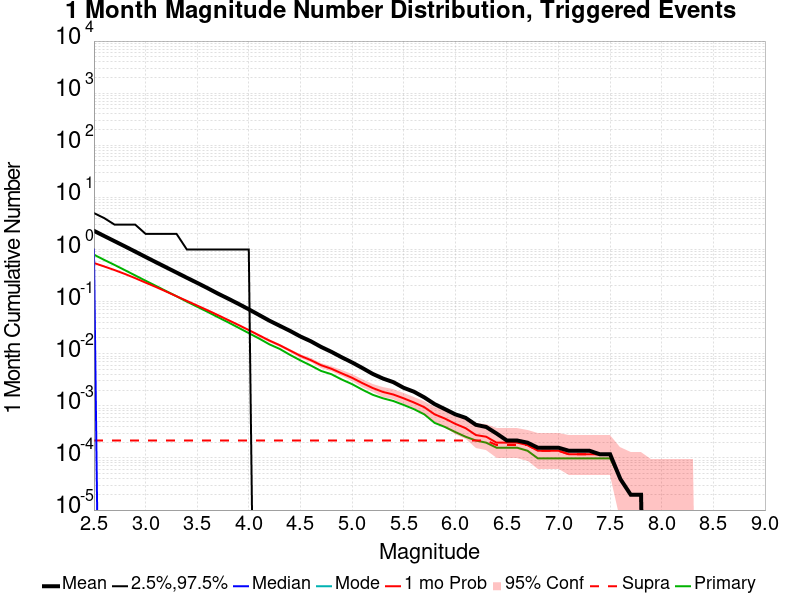 1 Month Magnitude Number Distribution, Triggered Events
1 Month Cumulative Number
10^4
10^3
10^2
10^1
10^0
10^-1
10^-2
10^-3
10^-4
10^-5
2.5 3.0 3.5 4.0 4.5 5.0 5.5 6.0 6.5 7.0 7.5 8.0 8.5 9.0
Magnitude
Mean 2.5%,97.5% Median Mode 1 mo Prob 95% Conf Supra Primary